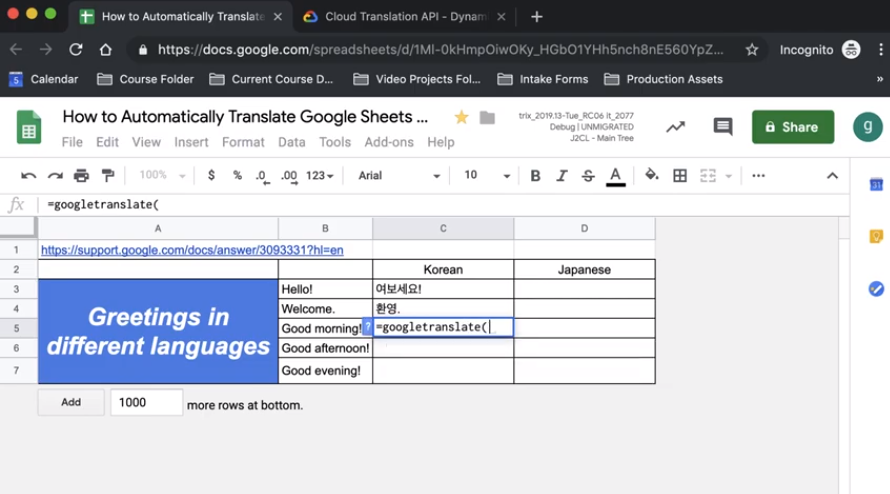 How to Automatically Translate
Cloud Translation API - Dynam
https://docs.google.com/spreadsheets/d/1MI-0kHmpOiwOKy_HGbO1YHh5nch8nE560YpZ...
Incognito
Calendar
Course Folder
Current Course D...
Video Projects Fol...
Intake Forms
Production Assets
»
How to Automatically Translate Google Sheets ...
trix_2019.13-Tue_RC06 it_2077
Debug | UNMIGRATED
J2CL - Main Tree
Share
g
File Edit View Insert Format Data Tools Add-ons Help
100% $ % .0 .00 123 Arial 10 B I S A
31
fx =googletranslate(
A B C D
1 https://support.google.com/docs/answer/3093331?hl=en
2 Korean Japanese
3 Hello! 여보세요!
4 Welcome. 환영.
Greetings in
5 Good morning! ? =googletranslate(
different languages
6 Good afternoon!
7 Good evening!
Add 1000 more rows at bottom.